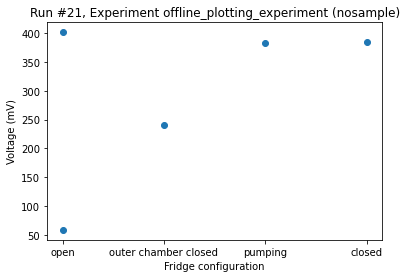 Run #21, Experiment offline_plotting_experiment (nosample)
400
350
300
250
200
150
100
50
Voltage (mV)
open outer chamber closed pumping closed
Fridge configuration